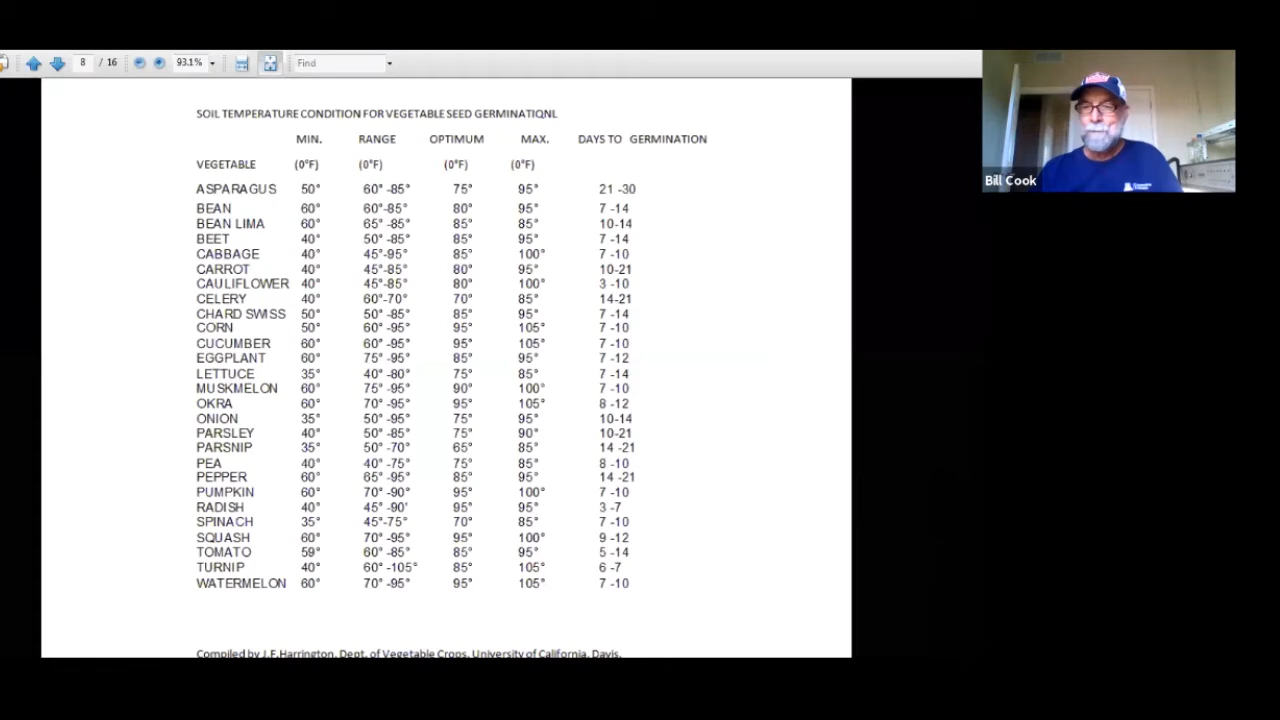 8 / 16 93.1% Find
SOIL TEMPERATURE CONDITION FOR VEGETABLE SEED GERMINATIQNL
MIN. RANGE OPTIMUM MAX. DAYS TO GERMINATION
VEGETABLE (0°F) (0°F) (0°F) (0°F)
ASPARAGUS 50° 60° -85° 75° 95° 21 -30
BEAN 60° 60°-85° 80° 95° 7 -14
BEAN LIMA 60° 65° -85° 85° 85° 10-14
BEET 40° 50° -85° 85° 95° 7 -14
CABBAGE 40° 45°-95° 85° 100° 7 -10
CARROT 40° 45°-85° 80° 95° 10-21
CAULIFLOWER 40° 45°-85° 80° 100° 3 -10
CELERY 40° 60°-70° 70° 85° 14-21
CHARD SWISS 50° 50° -85° 85° 95° 7 -14
CORN 50° 60° -95° 95° 105° 7 -10
CUCUMBER 60° 60° -95° 95° 105° 7 -10
EGGPLANT 60° 75° -95° 85° 95° 7 -12
LETTUCE 35° 40° -80° 75° 85° 7 -14
MUSKMELON 60° 75° -95° 90° 100° 7 -10
OKRA 60° 70° -95° 95° 105° 8 -12
ONION 35° 50° -95° 75° 95° 10-14
PARSLEY 40° 50° -85° 75° 90° 10-21
PARSNIP 35° 50° -70° 65° 85° 14 -21
PEA 40° 40° -75° 75° 85° 8 -10
PEPPER 60° 65° -95° 85° 95° 14 -21
PUMPKIN 60° 70° -90° 95° 100° 7 -10
RADISH 40° 45° -90' 95° 95° 3 -7
SPINACH 35° 45°-75° 70° 85° 7 -10
SQUASH 60° 70° -95° 95° 100° 9 -12
TOMATO 59° 60° -85° 85° 95° 5 -14
TURNIP 40° 60° -105° 85° 105° 6 -7
WATERMELON 60° 70° -95° 95° 105° 7 -10
Compiled by J.F.Harrington, Dept. of Vegetable Crops, University of California, Davis.
Bill Cook